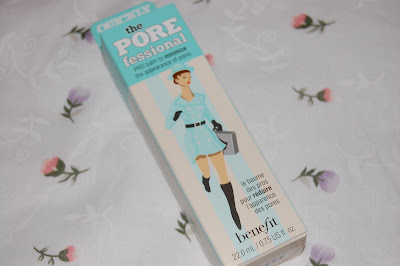 QUICKLY
the
PORE
fessional
PRO balm to minimize
the appearance of pores
le baume
des pros
pour réduire
l'apparence
des pores
benefit
22.0 mL / 0.75 US fl. oz.